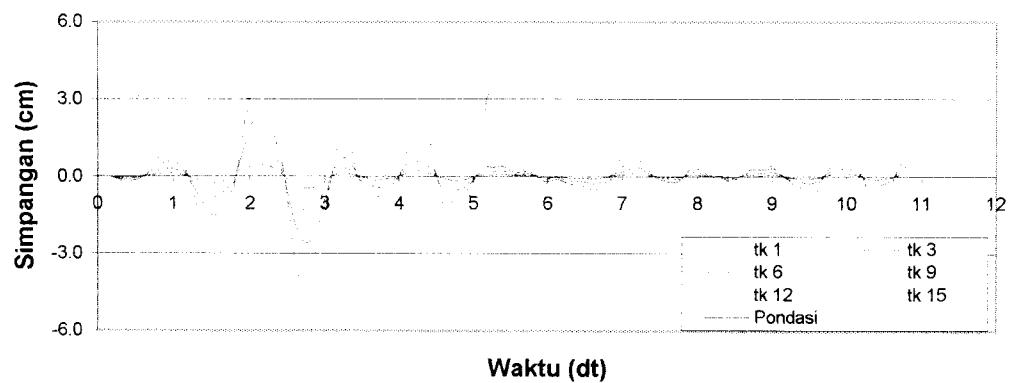 6.0
3.0
0.0
-3.0
-6.0
Simpangan (cm)
0 1 2 3 4 5 6 7 8 9 10 11 12
tk 1 tk 3
tk 6 tk 9
tk 12 tk 15
Pondasi
Waktu (dt)